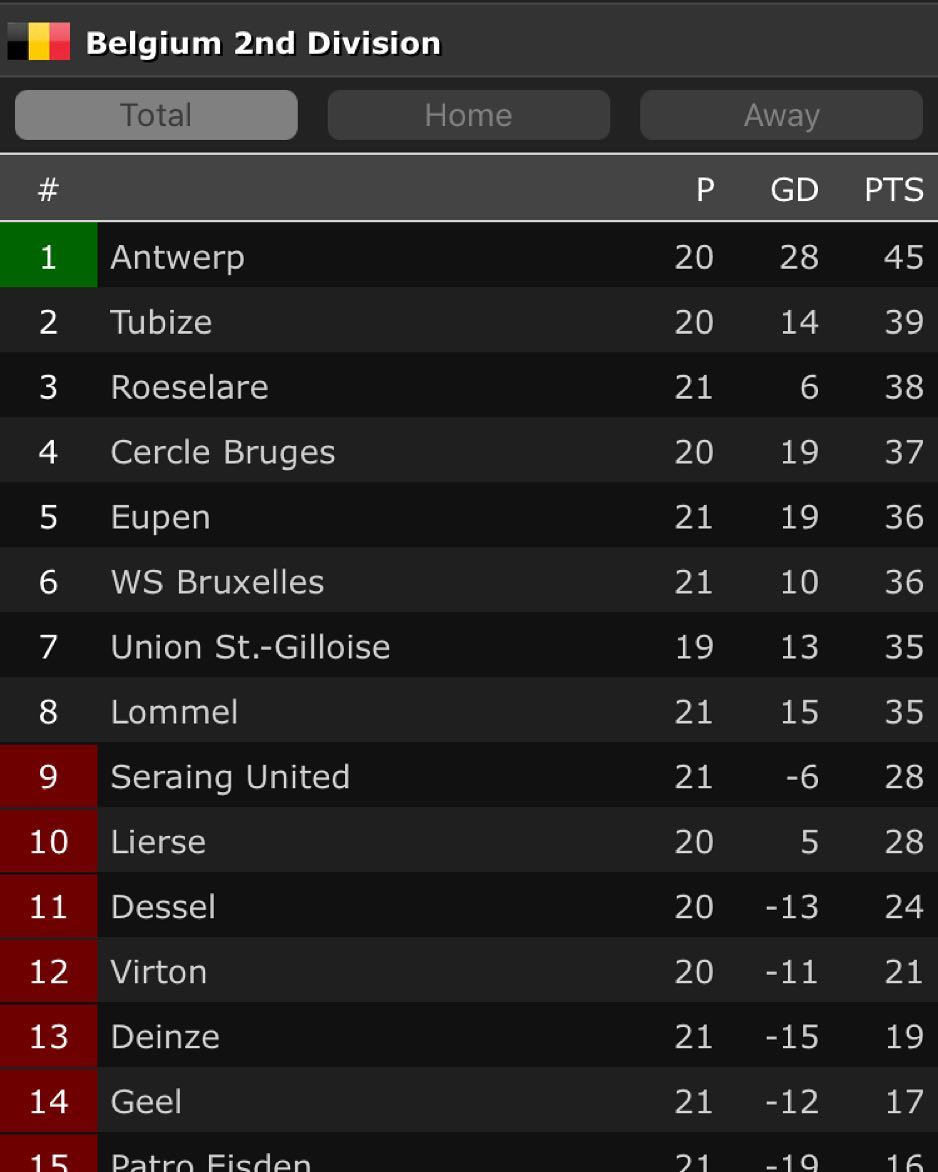 Belgium 2nd Division
Total Home Away
# P GD PTS
1 Antwerp 20 28 45
2 Tubize 20 14 39
3 Roeselare 21 6 38
4 Cercle Bruges 20 19 37
5 Eupen 21 19 36
6 WS Bruxelles 21 10 36
7 Union St.-Gilloise 19 13 35
8 Lommel 21 15 35
9 Seraing United 21 -6 28
10 Lierse 20 5 28
11 Dessel 20 -13 24
12 Virton 20 -11 21
13 Deinze 21 -15 19
14 Geel 21 -12 17
15 Patro Eisden 21 -19 16